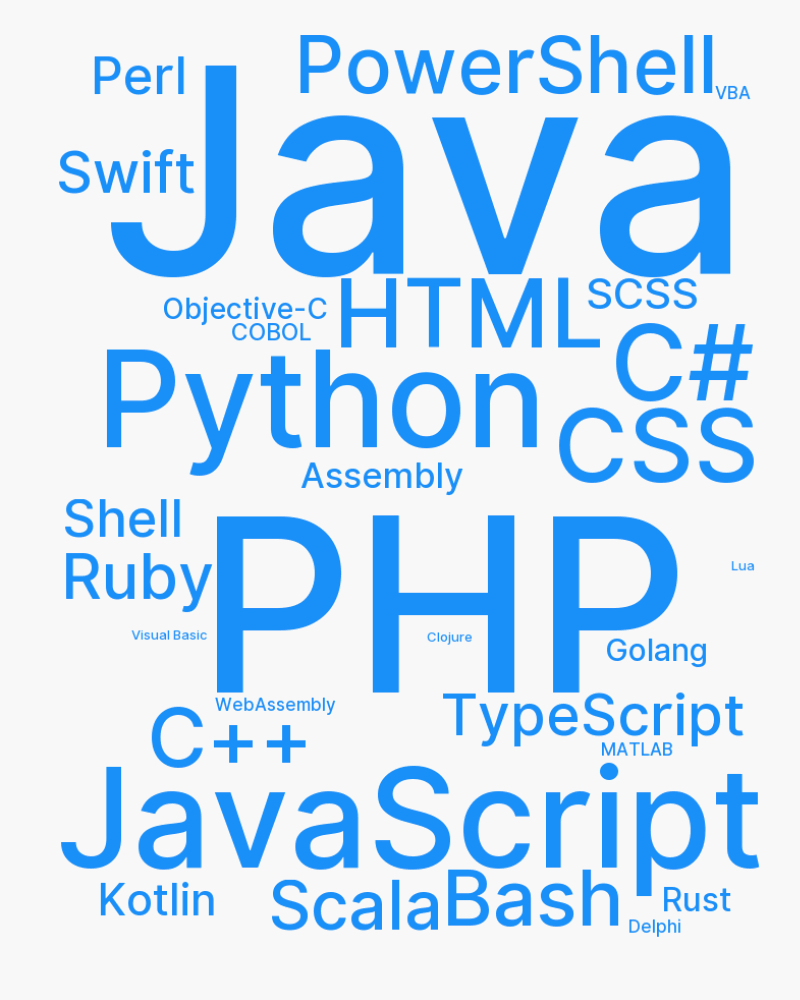 PowerShell
Perl
VBA
Java
Swift
HTML
SCSS
Objective-C
COBOL
C#
Python
CSS
Assembly
Shell
PHP
Ruby
Lua
Visual Basic
Clojure
Golang
WebAssembly
TypeScript
C++
MATLAB
JavaScript
Kotlin
Scala
Bash
Rust
Delphi